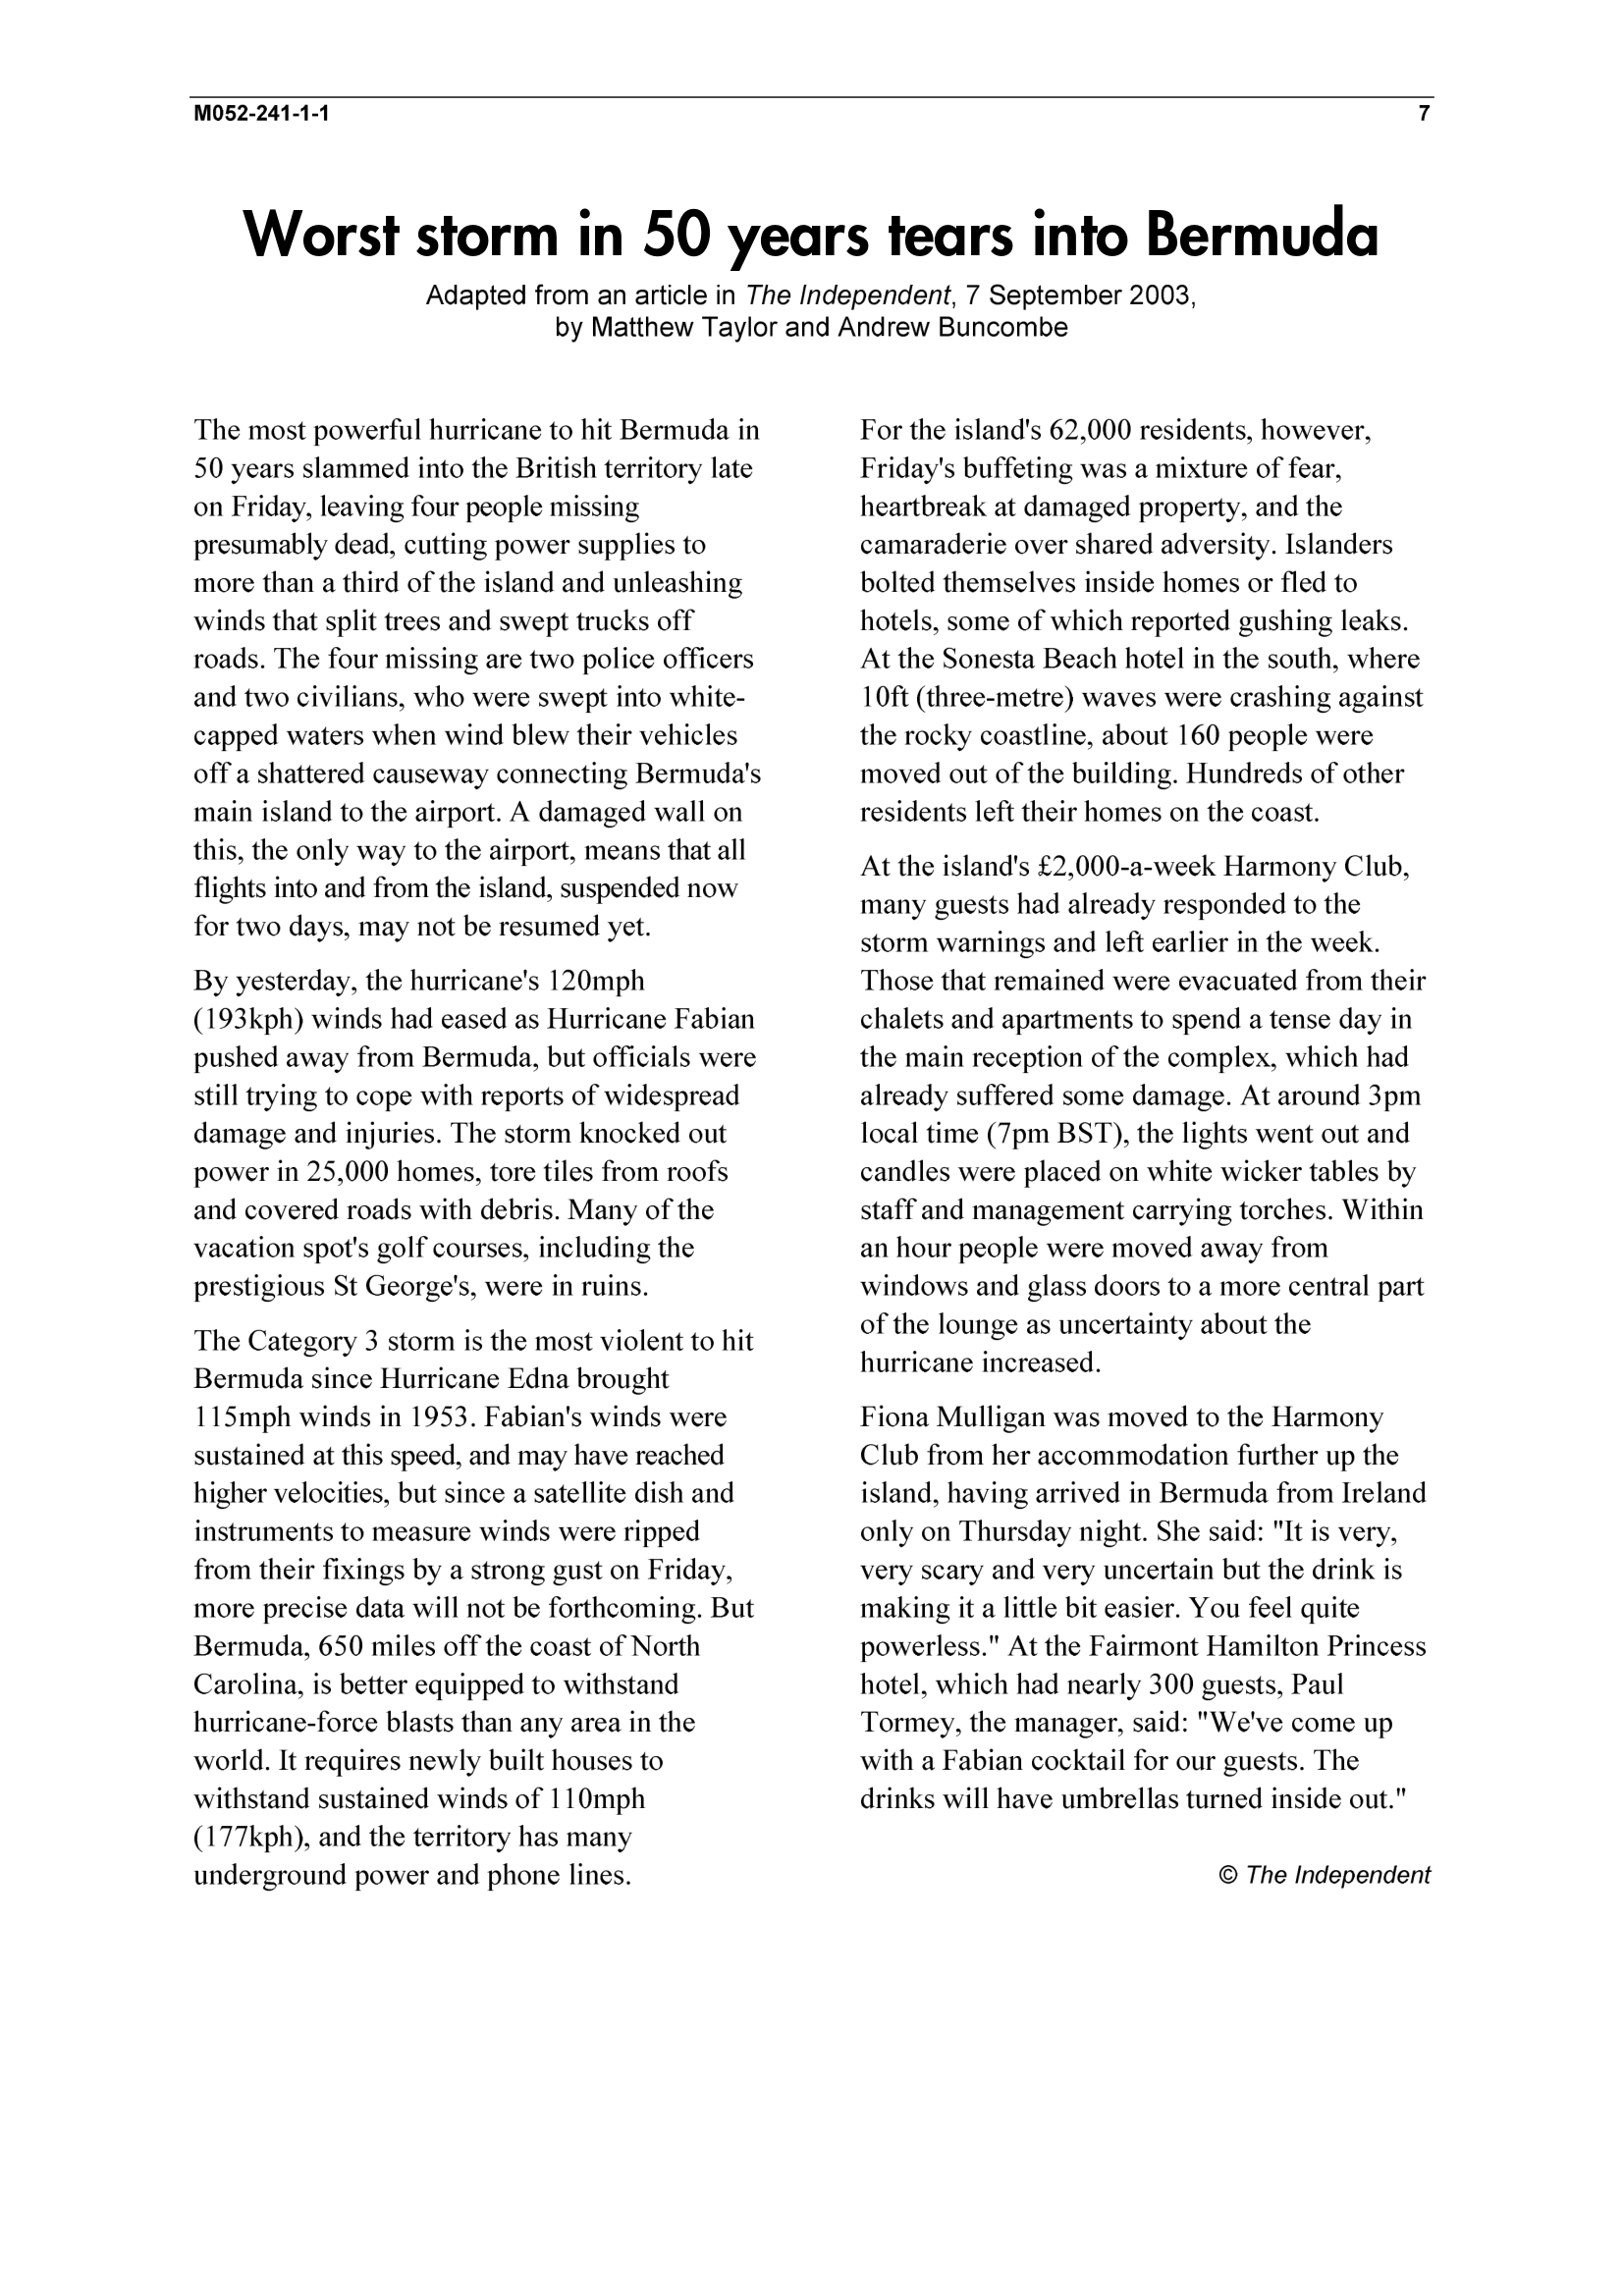 M052-241-1-1 7
Worst storm in 50 years tears into Bermuda
Adapted from an article in The Independent, 7 September 2003,
by Matthew Taylor and Andrew Buncombe
The most powerful hurricane to hit Bermuda in
50 years slammed into the British territory late
on Friday, leaving four people missing
presumably dead, cutting power supplies to
more than a third of the island and unleashing
winds that split trees and swept trucks off
roads. The four missing are two police officers
and two civilians, who were swept into white-
capped waters when wind blew their vehicles
off a shattered causeway connecting Bermuda's
main island to the airport. A damaged wall on
this, the only way to the airport, means that all
flights into and from the island, suspended now
for two days, may not be resumed yet.
By yesterday, the hurricane's 120mph
(193kph) winds had eased as Hurricane Fabian
pushed away from Bermuda, but officials were
still trying to cope with reports of widespread
damage and injuries. The storm knocked out
power in 25,000 homes, tore tiles from roofs
and covered roads with debris. Many of the
vacation spot's golf courses, including the
prestigious St George's, were in ruins.
The Category 3 storm is the most violent to hit
Bermuda since Hurricane Edna brought
115mph winds in 1953. Fabian's winds were
sustained at this speed, and may have reached
higher velocities, but since a satellite dish and
instruments to measure winds were ripped
from their fixings by a strong gust on Friday,
more precise data will not be forthcoming. But
Bermuda, 650 miles off the coast of North
Carolina, is better equipped to withstand
hurricane-force blasts than any area in the
world. It requires newly built houses to
withstand sustained winds of 110mph
(177kph), and the territory has many
underground power and phone lines.
For the island's 62,000 residents, however,
Friday's buffeting was a mixture of fear,
heartbreak at damaged property, and the
camaraderie over shared adversity. Islanders
bolted themselves inside homes or fled to
hotels, some of which reported gushing leaks.
At the Sonesta Beach hotel in the south, where
10ft (three-metre) waves were crashing against
the rocky coastline, about 160 people were
moved out of the building. Hundreds of other
residents left their homes on the coast.
At the island's £2,000-a-week Harmony Club,
many guests had already responded to the
storm warnings and left earlier in the week.
Those that remained were evacuated from their
chalets and apartments to spend a tense day in
the main reception of the complex, which had
already suffered some damage. At around 3pm
local time (7pm BST), the lights went out and
candles were placed on white wicker tables by
staff and management carrying torches. Within
an hour people were moved away from
windows and glass doors to a more central part
of the lounge as uncertainty about the
hurricane increased.
Fiona Mulligan was moved to the Harmony
Club from her accommodation further up the
island, having arrived in Bermuda from Ireland
only on Thursday night. She said: "It is very,
very scary and very uncertain but the drink is
making it a little bit easier. You feel quite
powerless." At the Fairmont Hamilton Princess
hotel, which had nearly 300 guests, Paul
Tormey, the manager, said: "We've come up
with a Fabian cocktail for our guests. The
drinks will have umbrellas turned inside out."
© The Independent